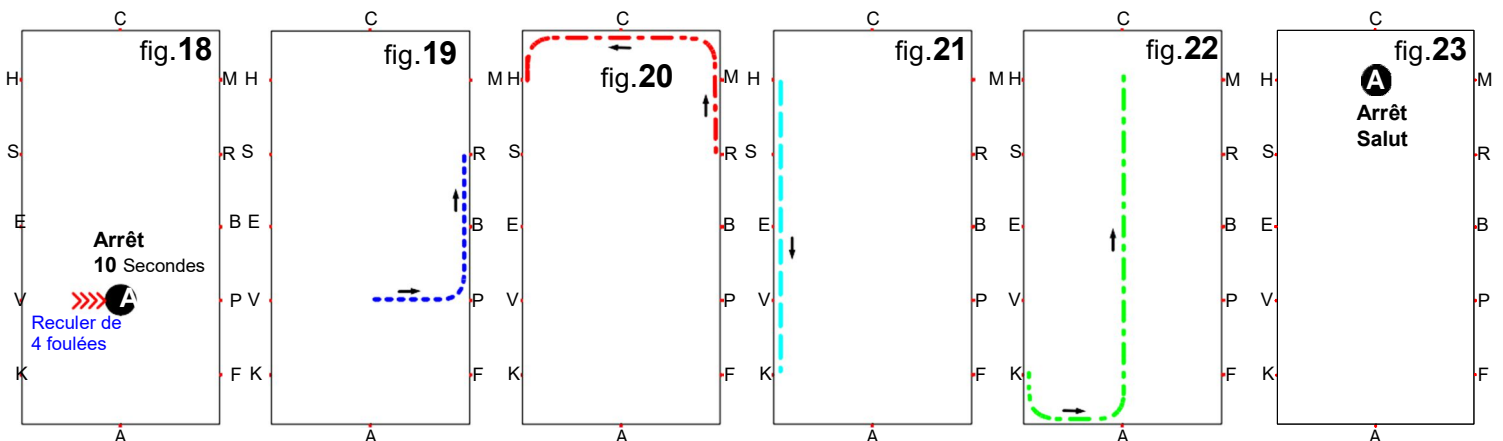 C C C C C C
fig.18 fig.19 fig.20 fig.21 fig.22 fig.23
H M H M H M H M H M H A M
Arrêt
Salut
S R S R S R S R S R S R
E B E B E B E B E B E B
Arrêt
10 Secondes
V A P V P V P V P V P V P
Reculer de
4 foulées
K F K F K F K F K F K F
A A A A A A